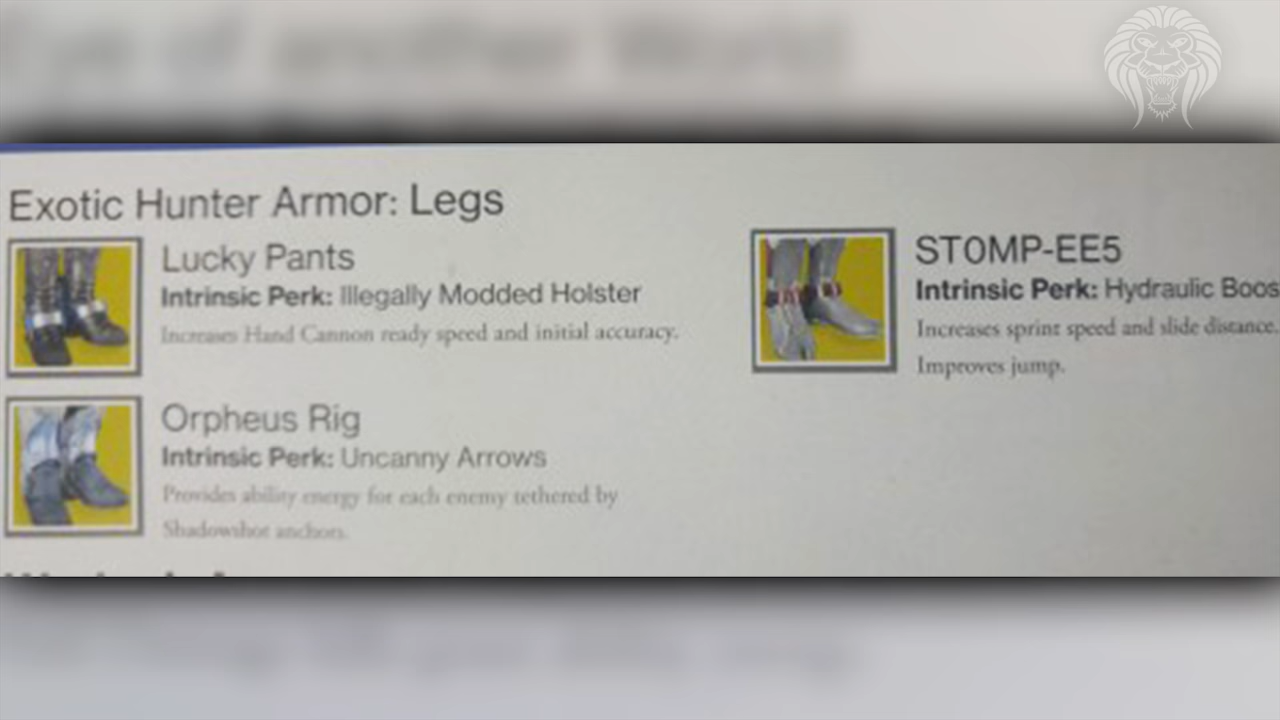 Exotic Hunter Armor: Legs
Lucky Pants
Intrinsic Perk: Illegally Modded Holster
Increases Hand Cannon ready speed and initial accuracy.
Orpheus Rig
Intrinsic Perk: Uncanny Arrows
Provides ability energy for each enemy tethered by
Shadowshot anchors.
ST0MP-EE5
Intrinsic Perk: Hydraulic Boos
Increases sprint speed and slide distance.
Improves jump.